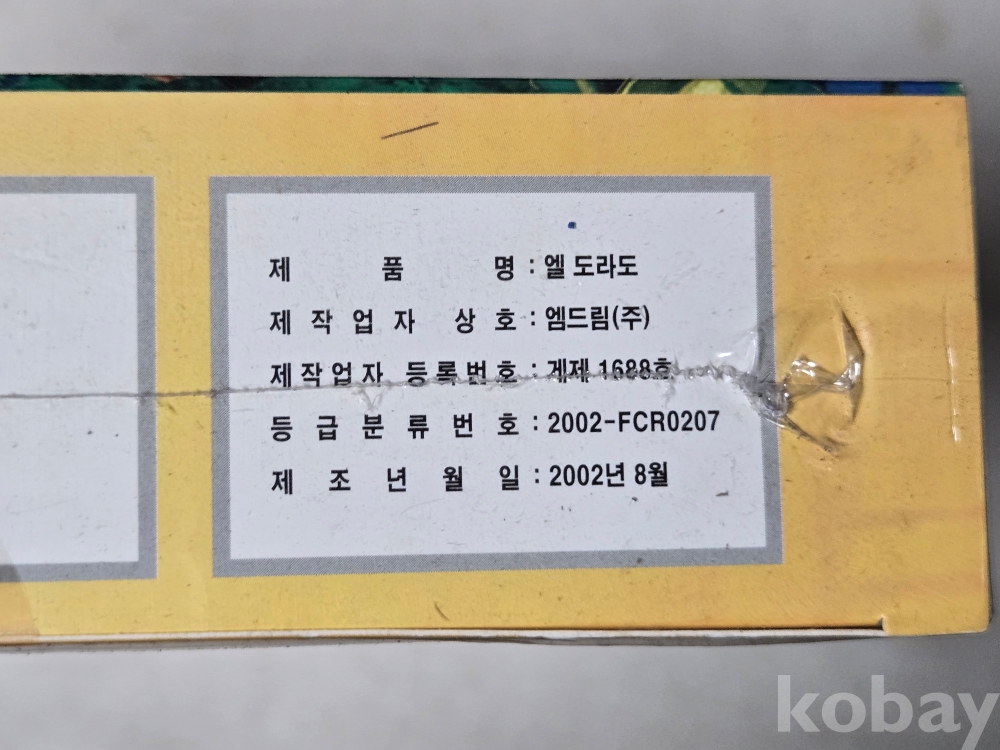 제품명 : 엘 도라도
제작업자 상호 : 엠드림(주)
제작업자 등록번호 : 게제 1688호
등급분류번호 : 2002-FCR0207
제조년월일 : 2002년 8월
kobay